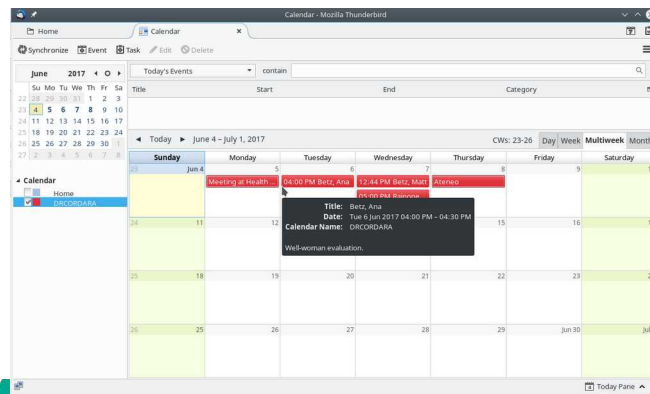 Calendar - Mozilla Thunderbird
Home
Calendar
Synchronize Event Task Edit Delete
June 2017
Today's Events contain
Su Mo Tu We Th Fr Sa
22 28 29 30 31 1 2 3
23 4 5 6 7 8 9 10
24 11 12 13 14 15 16 17
25 18 19 20 21 22 23 24
26 25 26 27 28 29 30 1
27 2 3 4 5 6 7 8
Title Start End Category
Today June 4 – July 1, 2017 CWs: 23-26 Day Week Multiweek Month
Sunday Monday Tuesday Wednesday Thursday Friday Saturday
23 Jun 4 5 6 7 8 9
Meeting at Health ... 04:00 PM Betz, Ana 12:44 PM Betz, Matt Ateneo
05:00 PM
Calendar
Home
DRCORDARA
Title: Betz, Ana
Date: Tue 6 Jun 2017 04:00 PM – 04:30 PM
Calendar Name: DRCORDARA
Well-woman evaluation.
24 11 12 15 16
25 18 19 20 21 22 23
26 25 26 27 28 29 Jun 30
Today Pane